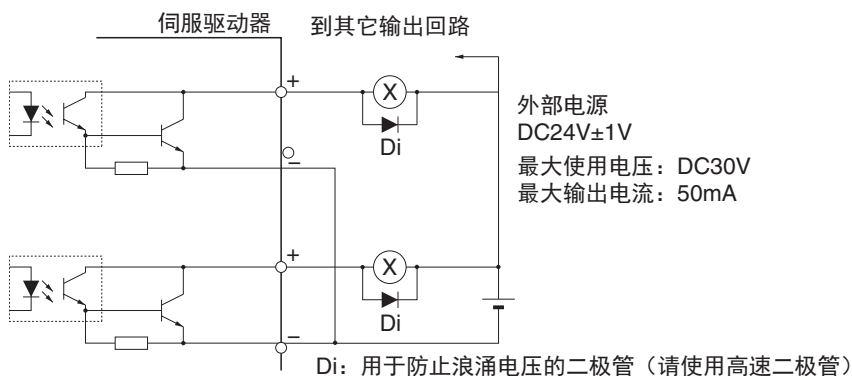 伺服驱动器 到其它输出回路
+
X
Di
−
外部电源
DC24V±1V
最大使用电压：DC30V
最大输出电流：50mA
+
X
Di
−
Di：用于防止浪涌电压的二极管（请使用高速二极管）